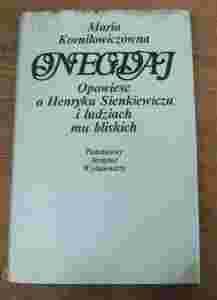 Maria
Korniłowiczówna
ONEGDAJ
Opowieść
o Henryku Sienkiewiczu
i ludziach
mu bliskich
Państwowy
Instytut
Wydawniczy